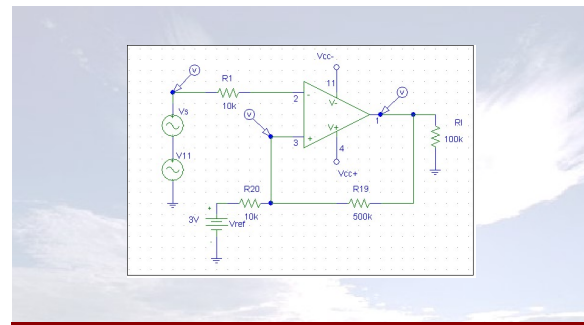 Vcc-
V
R1
11
V
2
-
10k
V-
Vs
V
V+
1
Rl
3
+
100k
4
V11
Vcc+
R20
R19
+
10k
500k
3V
Vref
-